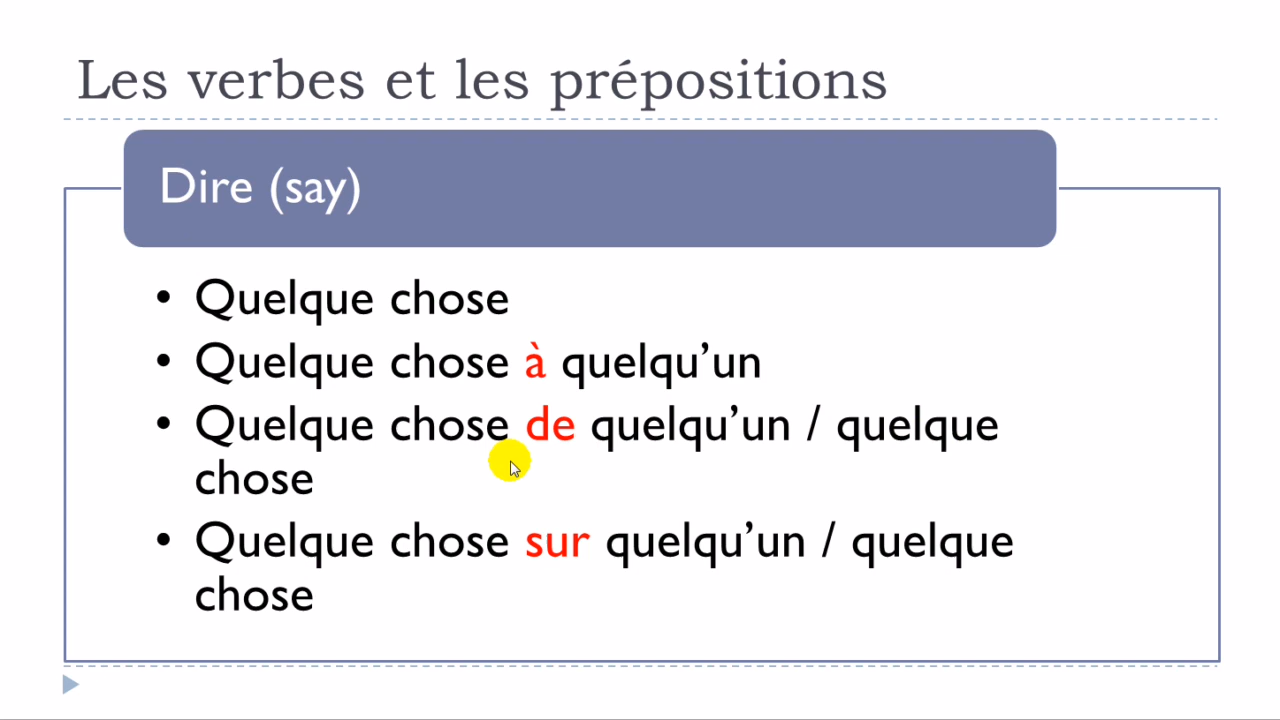 Les verbes et les prépositions
Dire (say)
• Quelque chose
• Quelque chose à quelqu’un
• Quelque chose de quelqu’un / quelque
chose
• Quelque chose sur quelqu’un / quelque
chose